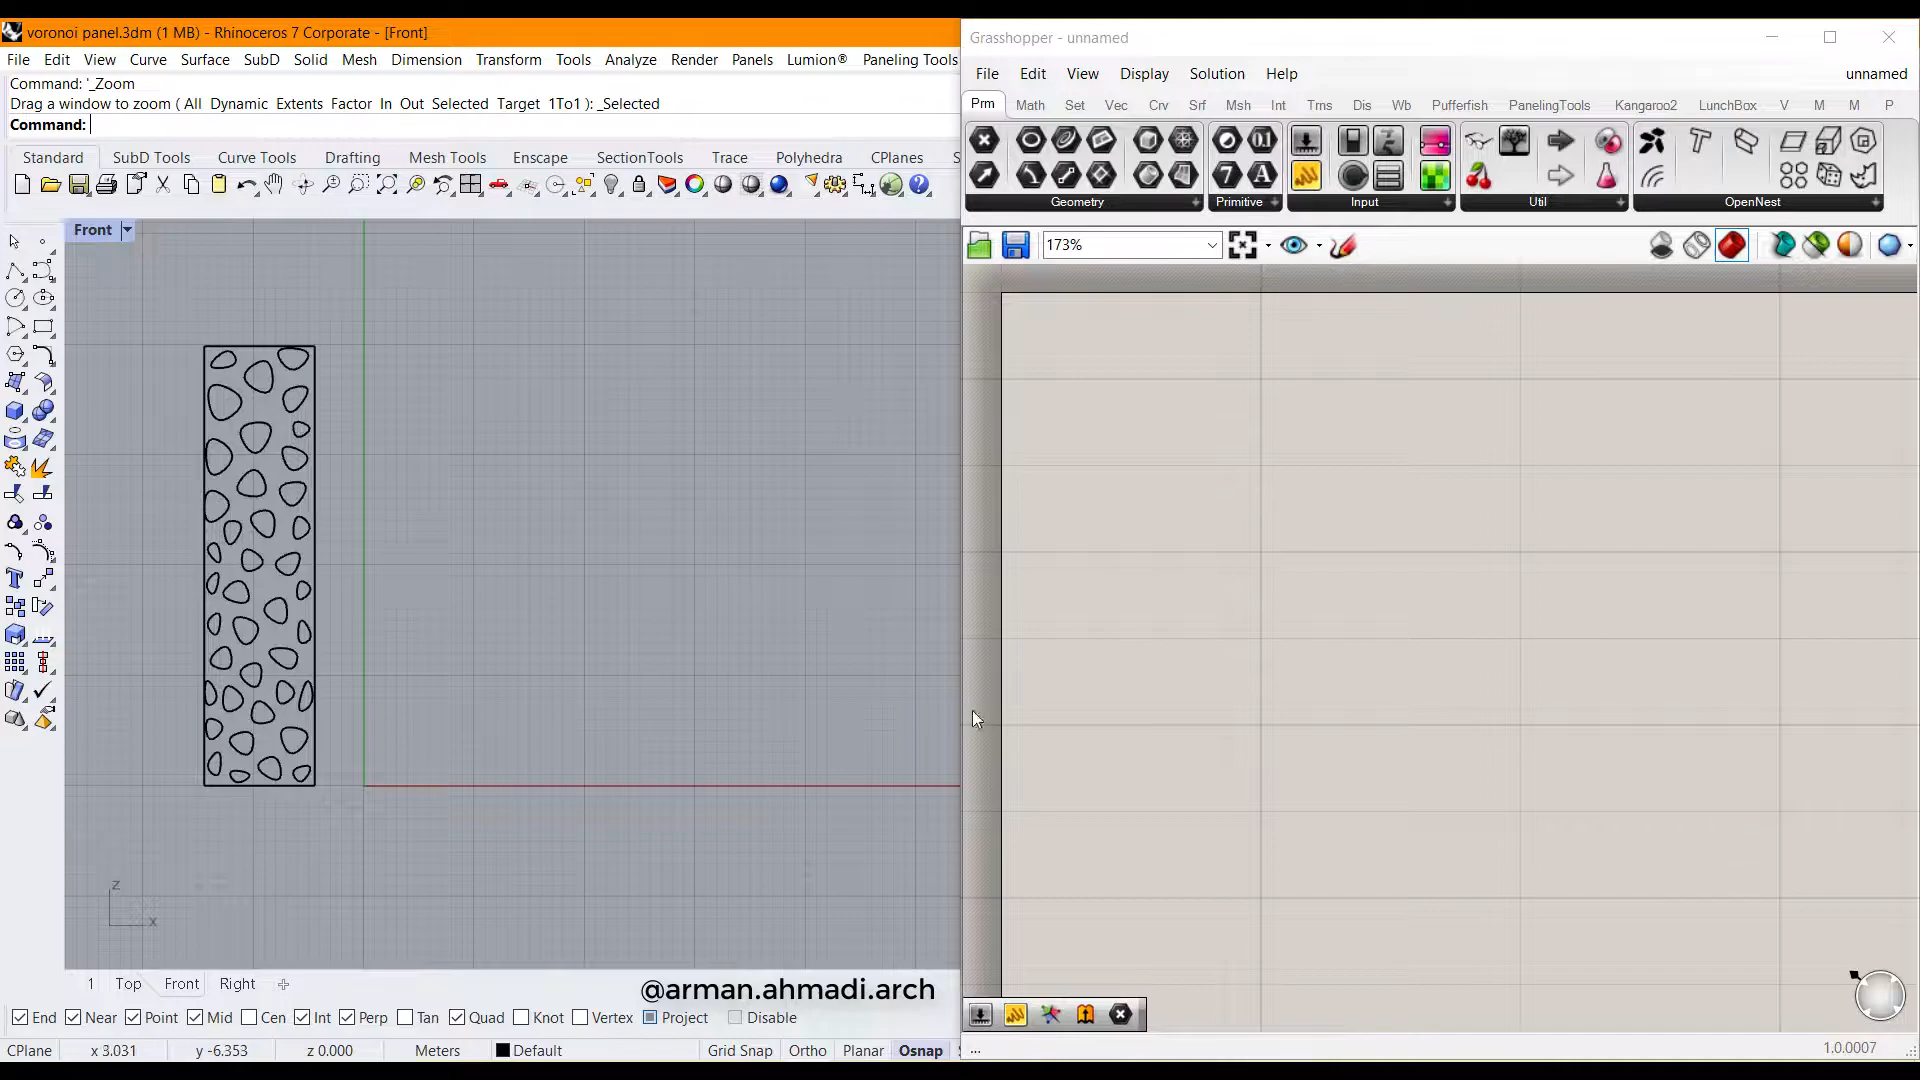 voronoi panel.3dm (1 MB) - Rhinoceros 7 Corporate - [Front]
File Edit View Curve Surface SubD Solid Mesh Dimension Transform Tools Analyze Render Panels Lumion® Paneling Tools
Command: '_Zoom
Drag a window to zoom ( All Dynamic Extents Factor In Out Selected Target 1To1 ): _Selected
Command:
Standard SubD Tools Curve Tools Drafting Mesh Tools Enscape SectionTools Trace Polyhedra CPlanes S
Front
z
x
1 Top Front Right
@arman.ahmadi.arch
End Near Point Mid Cen Int Perp Tan Quad Knot Vertex Project Disable
CPlane x 3.031 y -6.353 z 0.000 Meters Default Grid Snap Ortho Planar Osnap
Grasshopper - unnamed
File Edit View Display Solution Help unnamed
Prm Math Set Vec Crv Srf Msh Int Trns Dis Wb Pufferfish PanelingTools Kangaroo2 LunchBox V M M P
Geometry Primitive Input Util OpenNest
173%
... 1.0.0007